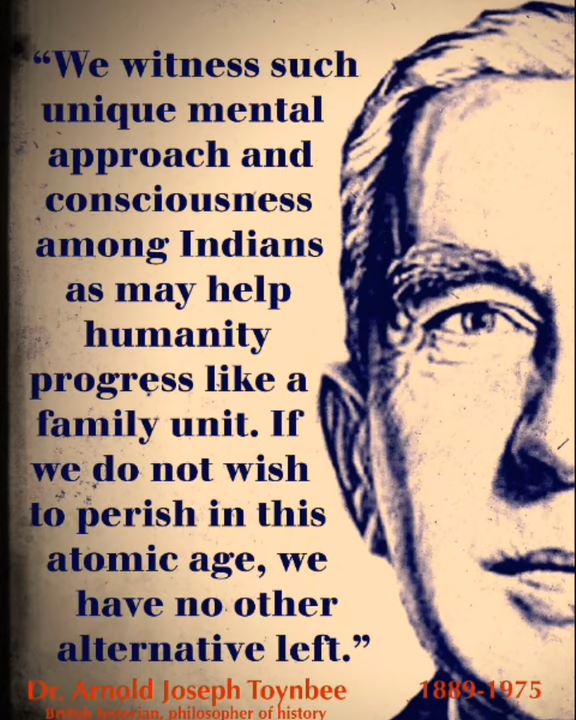 “We witness such
unique mental
approach and
consciousness
among Indians
as may help
humanity
progress like a
family unit. If
we do not wish
to perish in this
atomic age, we
have no other
alternative left.”
Dr. Arnold Joseph Toynbee 1889-1975
British historian, philosopher of history